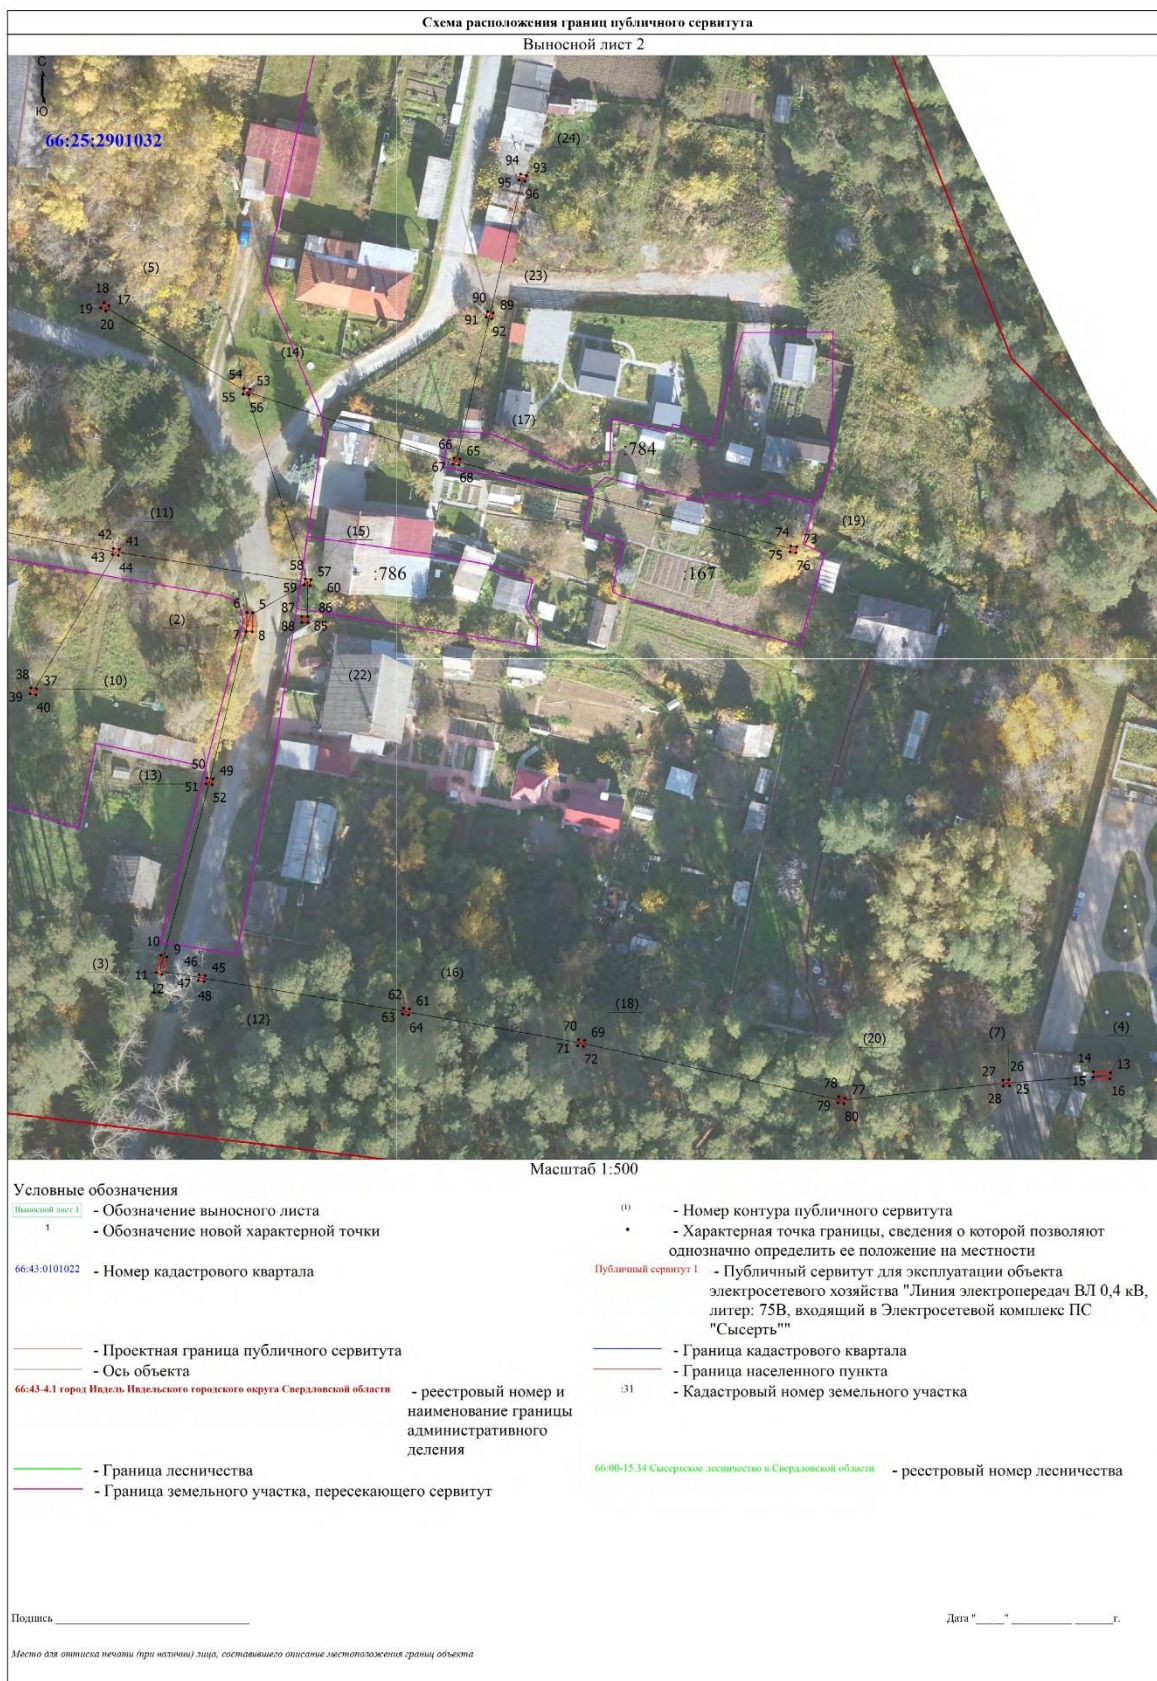 Схема расположения границ публичного сервитута
Выносной лист 2
С
Ю
66:25:2901032
(24)
94 93
95 96
(5)
18 17
19 20
(23)
90 89
91 92
(14)
54 53
55 56
(17)
66 65
67 68
:784
(11)
42 41
43 44
(15)
74 73
75 76
(19)
58 57
59 60
:786
:167
6 5
7 8
(2)
87 86
88 85
38 37
39 40
(10)
(22)
50 49
51 52
(13)
10 9
11 12
(3)
46 45
47 48
(12)
62 61
63 64
(16)
70 69
71 72
(18)
78 77
79 80
(20)
(7)
27 26
28 25
(4)
14 13
15 16
Масштаб 1:500
Условные обозначения
Выносной лист 1 - Обозначение выносного листа
1 - Обозначение новой характерной точки
66:43:0101022 - Номер кадастрового квартала
- Проектная граница публичного сервитута
- Ось объекта
66:43-4.1 город Ивдель Ивдельского городского округа Свердловской области - реестровый номер и
наименование границы
административного
деления
- Граница лесничества
- Граница земельного участка, пересекающего сервитут
(1) - Номер контура публичного сервитута
- Характерная точка границы, сведения о которой позволяют
однозначно определить ее положение на местности
Публичный сервитут 1 - Публичный сервитут для эксплуатации объекта
электросетевого хозяйства "Линия электропередач ВЛ 0,4 кВ,
литер: 75В, входящий в Электросетевой комплекс ПС
"Сысерть""
- Граница кадастрового квартала
- Граница населенного пункта
:31 - Кадастровый номер земельного участка
66:00-15.34 Сысертское лесничество в Свердловской области - реестровый номер лесничества
Подпись ____________________
Дата "_____" __________ ______г.
Место для оттиска печати (при наличии) лица, составившего описание местоположения границ объекта